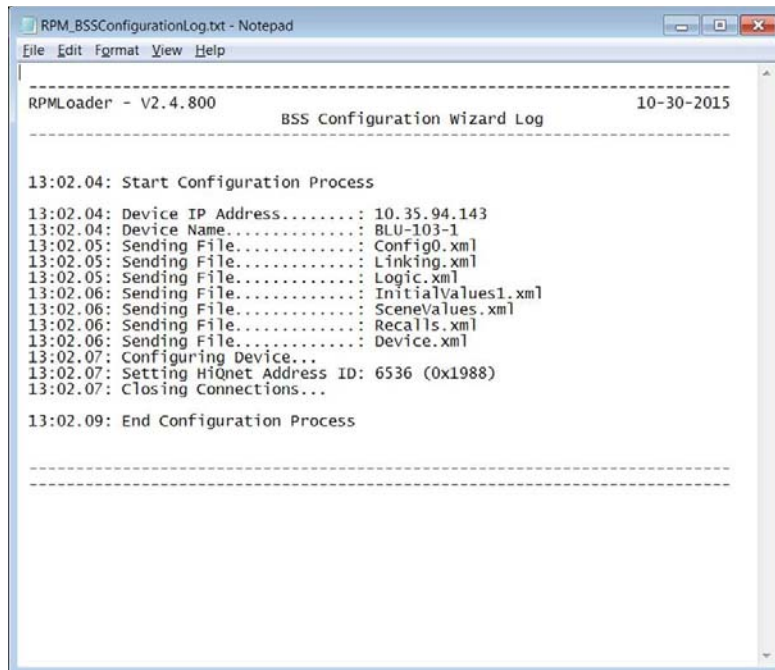 RPM_BSSConfigurationLog.txt - Notepad
File Edit Format View Help
--------------------------------------------------------------------------------
RPMLoader - V2.4.800 10-30-2015
BSS Configuration Wizard Log
--------------------------------------------------------------------------------
13:02.04: Start Configuration Process
13:02.04: Device IP Address........: 10.35.94.143
13:02.04: Device Name..............: BLU-103-1
13:02.05: Sending File.............: Config0.xml
13:02.05: Sending File.............: Linking.xml
13:02.05: Sending File.............: Logic.xml
13:02.06: Sending File.............: InitialValues1.xml
13:02.06: Sending File.............: SceneValues.xml
13:02.06: Sending File.............: Recalls.xml
13:02.06: Sending File.............: Device.xml
13:02.07: Configuring Device...
13:02.07: Setting HiQnet Address ID: 6536 (0x1988)
13:02.07: Closing Connections...
13:02.09: End Configuration Process
--------------------------------------------------------------------------------
--------------------------------------------------------------------------------